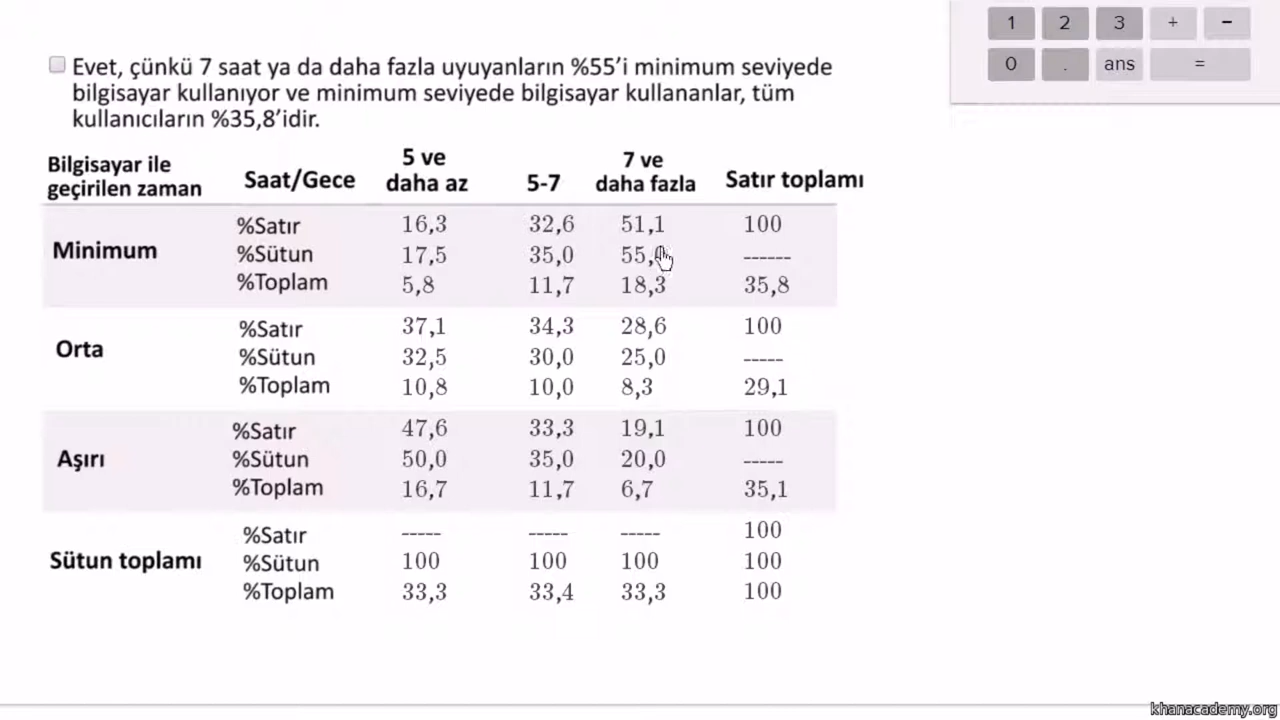 1 2 3 + −
0 . ans =
Evet, çünkü 7 saat ya da daha fazla uyuyanların %55’i minimum seviyede
bilgisayar kullanıyor ve minimum seviyede bilgisayar kullananlar, tüm
kullanıcıların %35,8’idir.
Bilgisayar ile geçirilen zaman Saat/Gece 5 ve daha az 5-7 7 ve daha fazla Satır toplamı
Minimum
%Satır 16,3 32,6 51,1 100
%Sütun 17,5 35,0 55, ------
%Toplam 5,8 11,7 18,3 35,8
Orta
%Satır 37,1 34,3 28,6 100
%Sütun 32,5 30,0 25,0 -----
%Toplam 10,8 10,0 8,3 29,1
Aşırı
%Satır 47,6 33,3 19,1 100
%Sütun 50,0 35,0 20,0 -----
%Toplam 16,7 11,7 6,7 35,1
Sütun toplamı
%Satır ----- ----- ----- 100
%Sütun 100 100 100 100
%Toplam 33,3 33,4 33,3 100
khanacademy.org